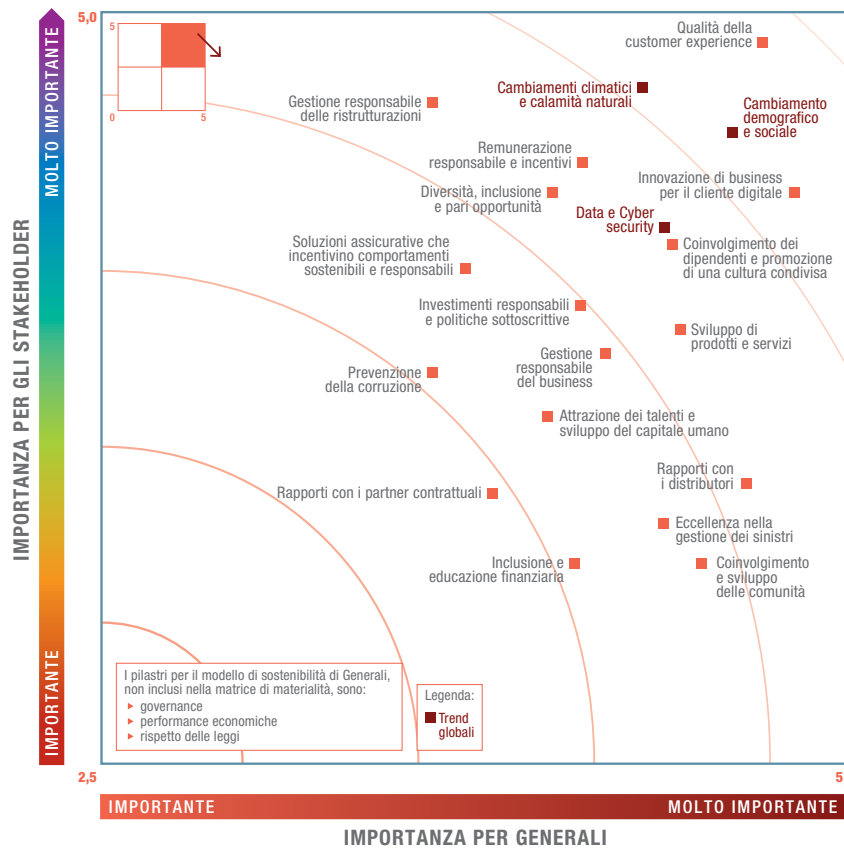 5,0
MOLTO IMPORTANTE
IMPORTANTE
IMPORTANZA PER GLI STAKEHOLDER
5
0
5
Qualità della
customer experience
Cambiamenti climatici
e calamità naturali
Gestione responsabile
delle ristrutturazioni
Cambiamento
demografico
e sociale
Remunerazione
responsabile e incentivi
Diversità, inclusione
e pari opportunità
Innovazione di business
per il cliente digitale
Data e Cyber
security
Soluzioni assicurative che
incentivino comportamenti
sostenibili e responsabili
Coinvolgimento dei
dipendenti e promozione
di una cultura condivisa
Investimenti responsabili
e politiche sottoscrittive
Sviluppo di
prodotti e servizi
Gestione
responsabile
del business
Prevenzione
della corruzione
Attrazione dei talenti e
sviluppo del capitale umano
Rapporti con
i distributori
Rapporti con i partner contrattuali
Eccellenza nella
gestione dei sinistri
Inclusione e
educazione finanziaria
Coinvolgimento
e sviluppo
delle comunità
I pilastri per il modello di sostenibilità di Generali,
non inclusi nella matrice di materialità, sono:
governance
performance economiche
rispetto delle leggi
Legenda:
Trend
globali
2,5
5
IMPORTANTE
MOLTO IMPORTANTE
IMPORTANZA PER GENERALI